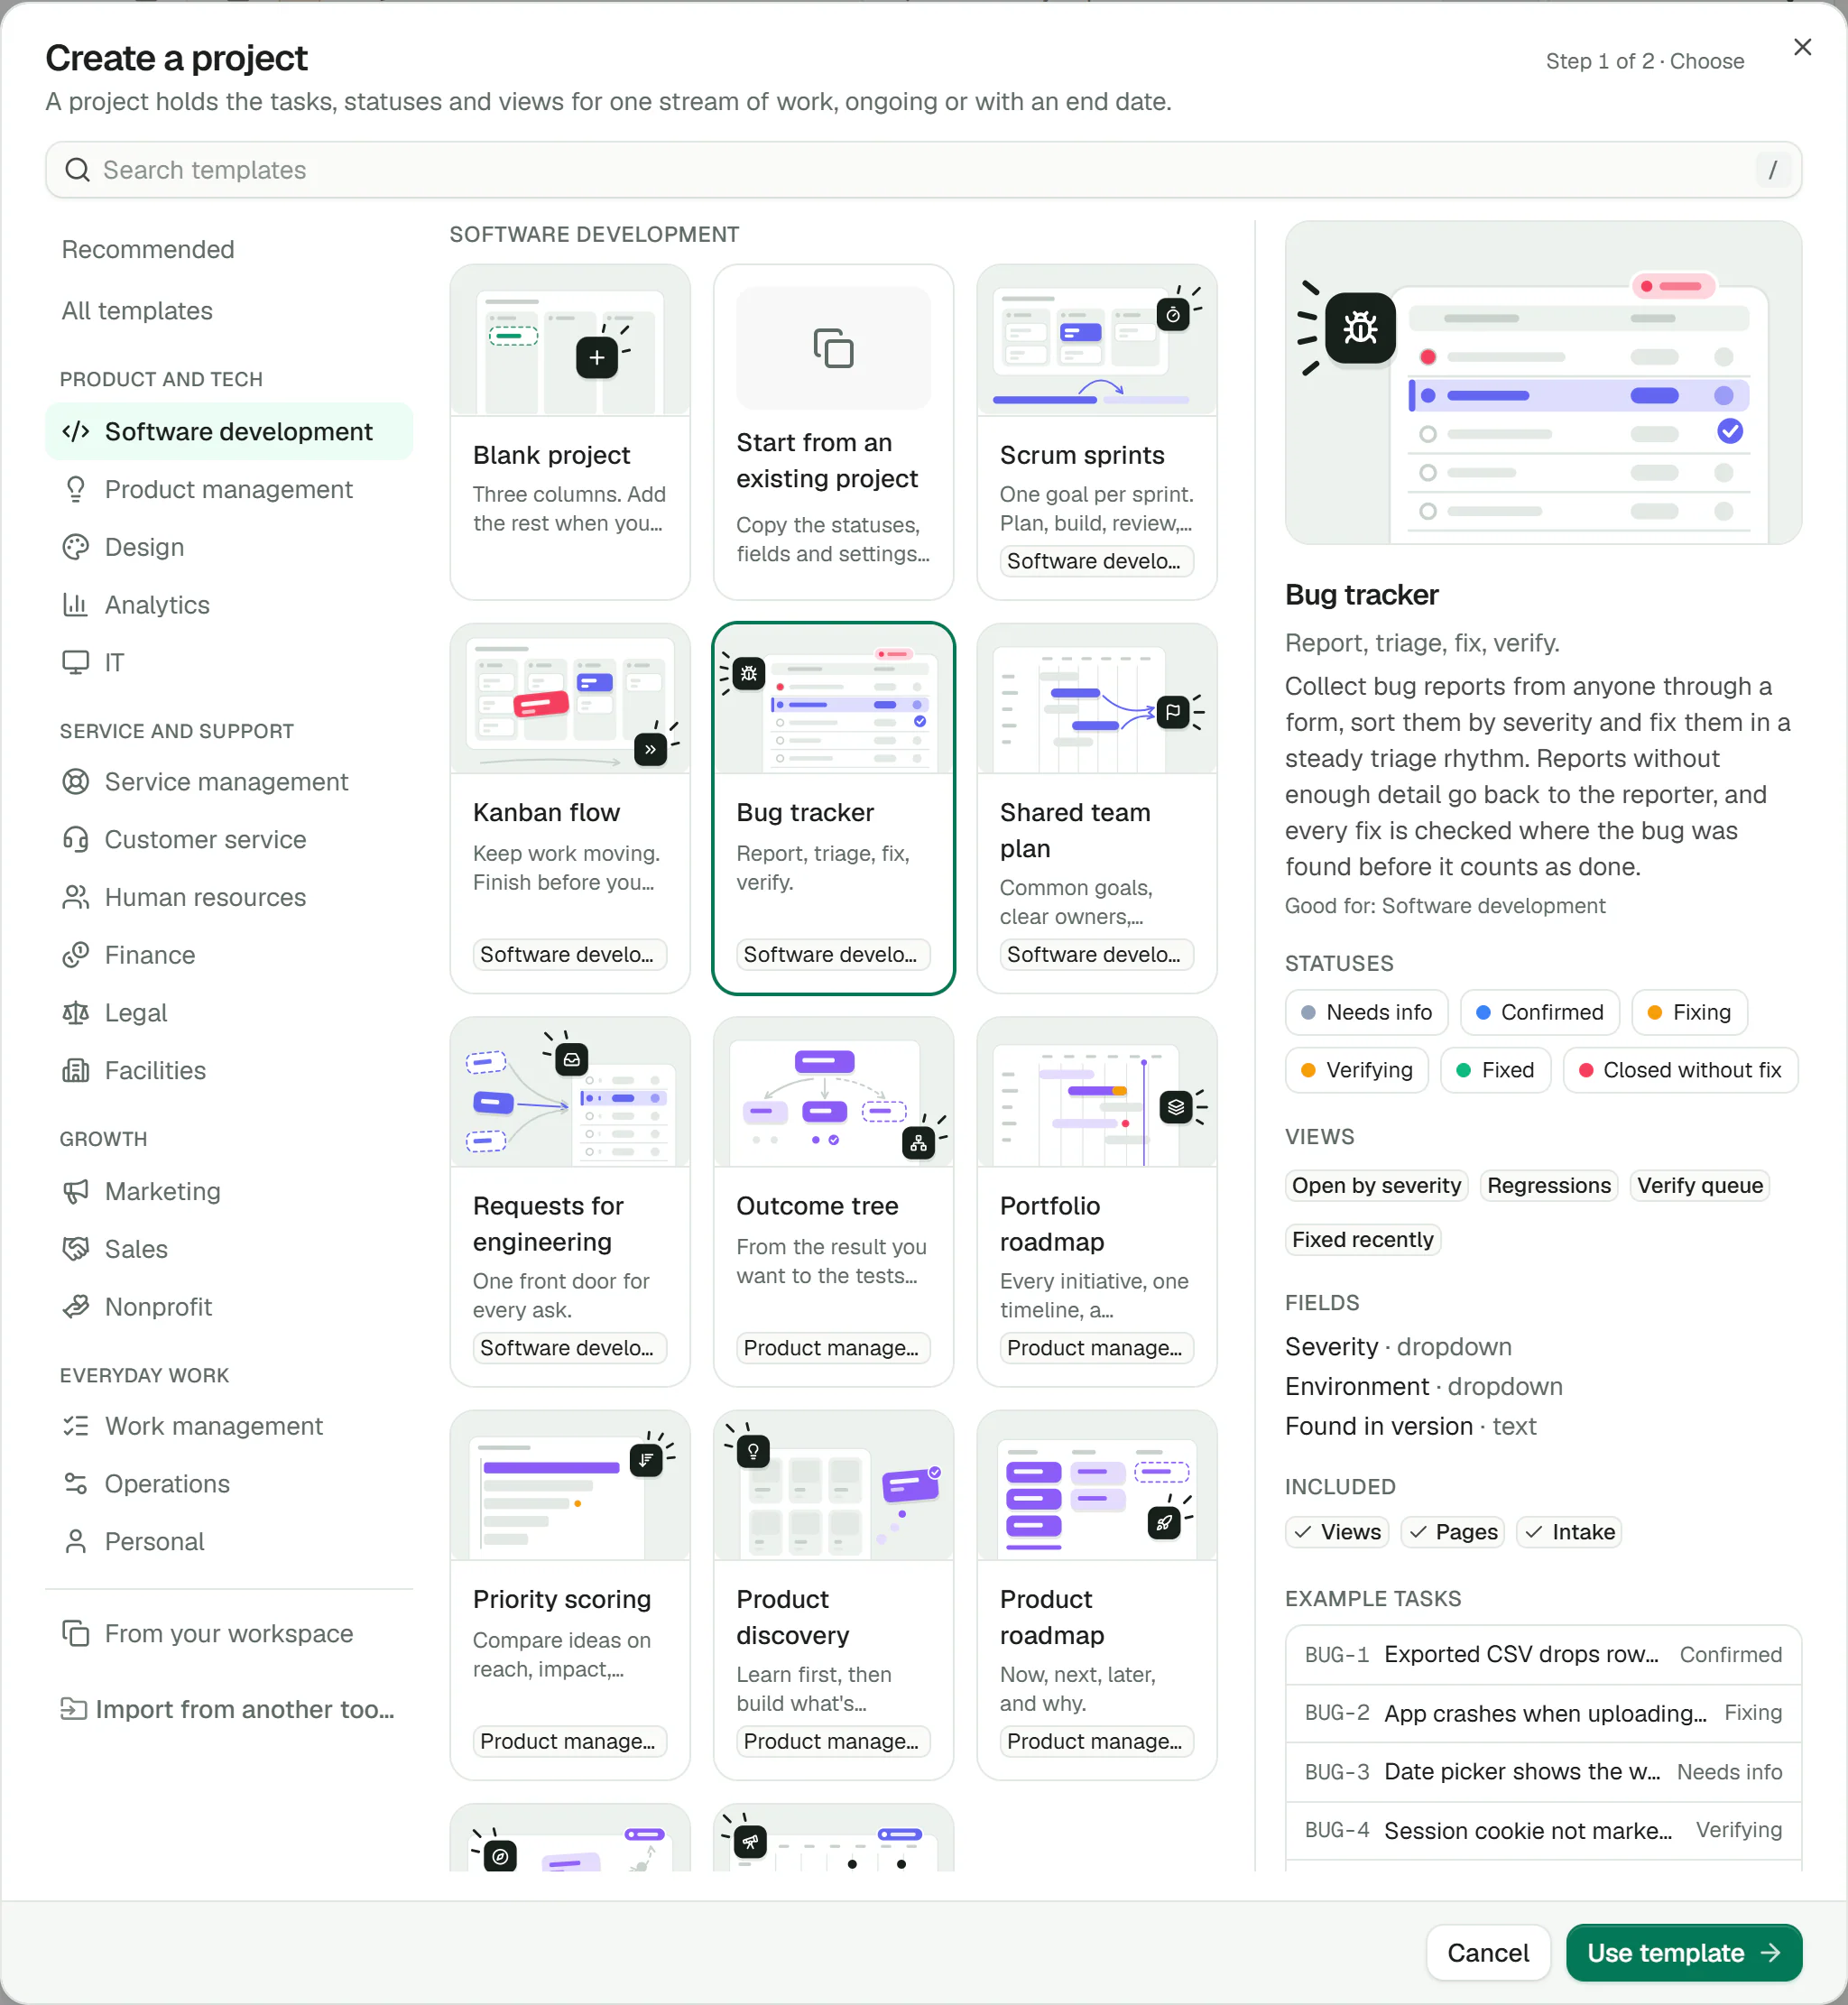 Create a project
Step 1 of 2 · Choose
A project holds the tasks, statuses and views for one stream of work, ongoing or with an end date.
Search templates
/
Recommended
All templates
PRODUCT AND TECH
Software development
Product management
Design
Analytics
IT
SERVICE AND SUPPORT
Service management
Customer service
Human resources
Finance
Legal
Facilities
GROWTH
Marketing
Sales
Nonprofit
EVERYDAY WORK
Work management
Operations
Personal
From your workspace
Import from another too...
SOFTWARE DEVELOPMENT
Blank project
Three columns. Add
the rest when you...
Start from an
existing project
Copy the statuses,
fields and settings...
Scrum sprints
One goal per sprint.
Plan, build, review,...
Software develo...
Kanban flow
Keep work moving.
Finish before you...
Software develo...
Bug tracker
Report, triage, fix,
verify.
Software develo...
Shared team
plan
Common goals,
clear owners,...
Software develo...
Requests for
engineering
One front door for
every ask.
Software develo...
Outcome tree
From the result you
want to the tests...
Product manage...
Portfolio
roadmap
Every initiative, one
timeline, a...
Product manage...
Priority scoring
Compare ideas on
reach, impact,...
Product manage...
Product
discovery
Learn first, then
build what's...
Product manage...
Product
roadmap
Now, next, later,
and why.
Product manage...
Bug tracker
Report, triage, fix, verify.
Collect bug reports from anyone through a
form, sort them by severity and fix them in a
steady triage rhythm. Reports without
enough detail go back to the reporter, and
every fix is checked where the bug was
found before it counts as done.
Good for: Software development
STATUSES
Needs info
Confirmed
Fixing
Verifying
Fixed
Closed without fix
VIEWS
Open by severity
Regressions
Verify queue
Fixed recently
FIELDS
Severity · dropdown
Environment · dropdown
Found in version · text
INCLUDED
Views
Pages
Intake
EXAMPLE TASKS
BUG-1 Exported CSV drops row... Confirmed
BUG-2 App crashes when uploading... Fixing
BUG-3 Date picker shows the w... Needs info
BUG-4 Session cookie not marke... Verifying
Cancel
Use template